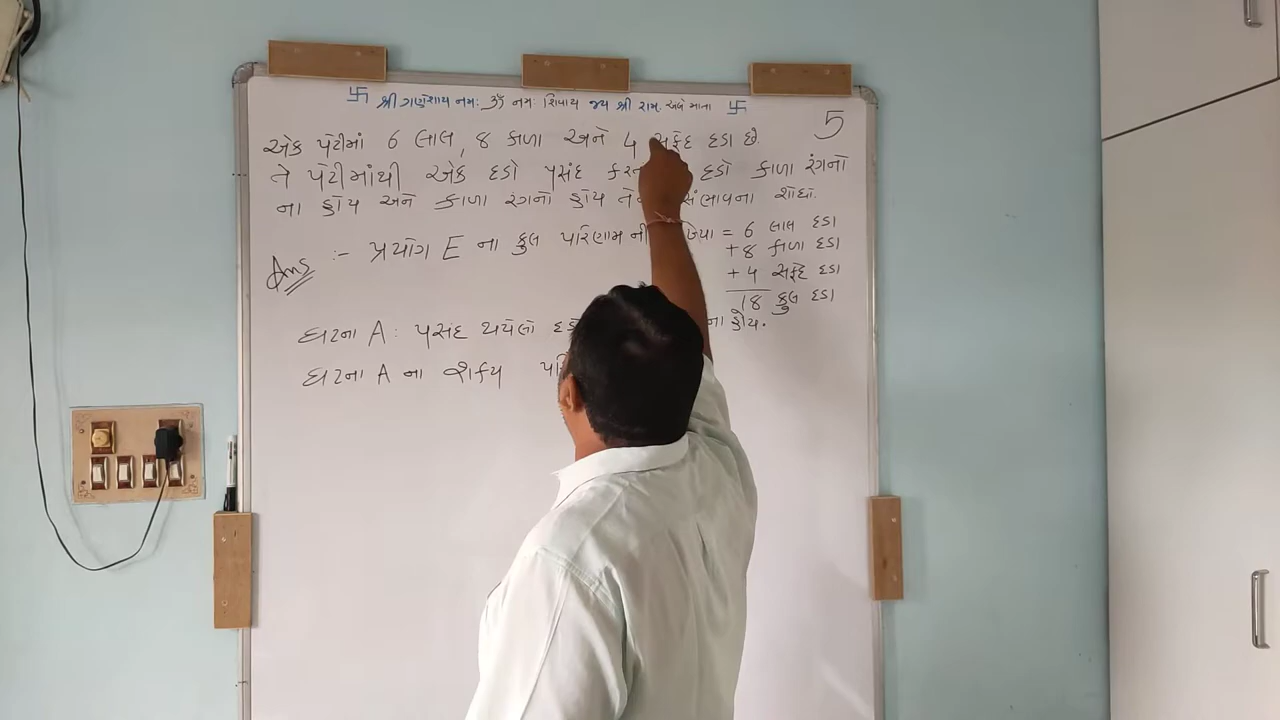 卐 શ્રી ગણેશાય નમઃ ૐ નમઃ શિવાય જય શ્રી રામ. અંબે માતા 卐
5
એક પેટીમાં 6 લાલ, 8 કાળા અને 4 સફેદ દડા છે.
તે પેટીમાંથી એક દડો પસંદ કરતાં દડો કાળા રંગનો
ના હોય અને કાળા રંગનો હોય સંભાવના શોધો.
Ans :- પ્રયોગ E ના કુલ પરિણામ ની = 6 લાલ દડા
+8 કાળા દડા
+4 સફેદ દડા
18 કુલ દડા
ઘટના A : પસંદ થયેલો ના હોય.
ઘટના A ના શક્ય